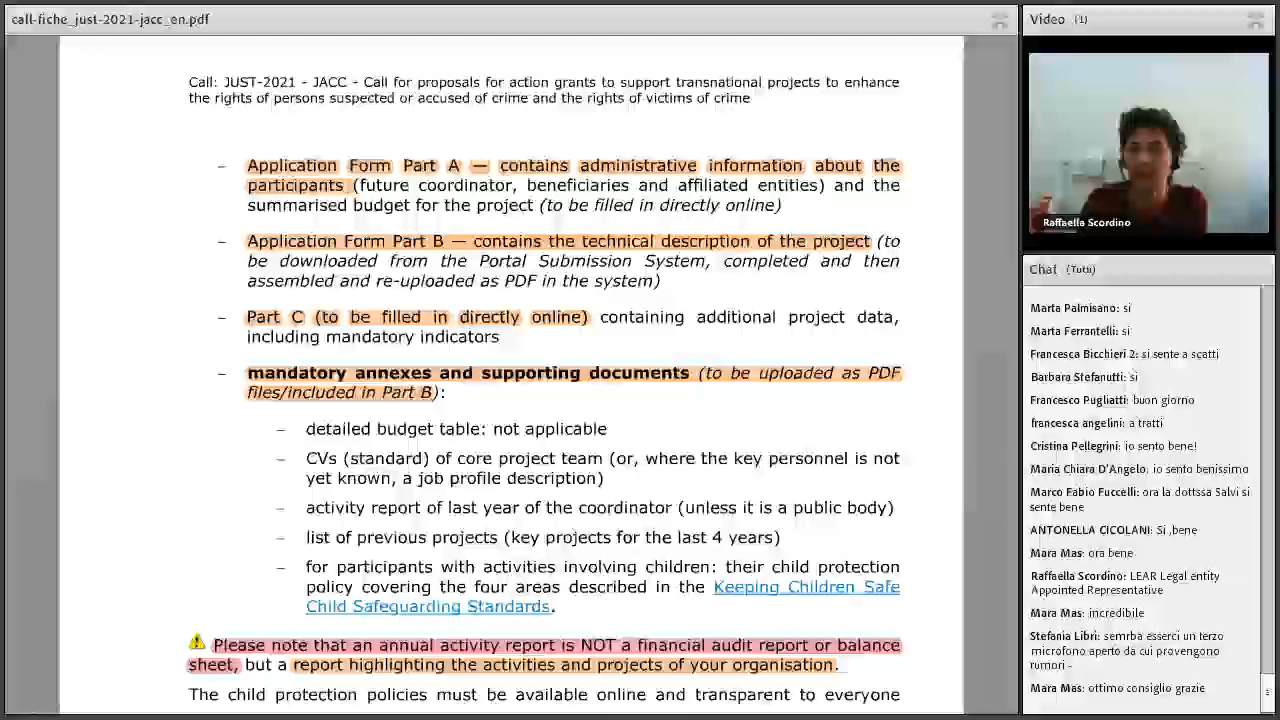 call-fiche_just-2021-jacc_en.pdf
Call: JUST-2021 - JACC - Call for proposals for action grants to support transnational projects to enhance
the rights of persons suspected or accused of crime and the rights of victims of crime
– Application Form Part A — contains administrative information about the
participants (future coordinator, beneficiaries and affiliated entities) and the
summarised budget for the project (to be filled in directly online)
– Application Form Part B — contains the technical description of the project (to
be downloaded from the Portal Submission System, completed and then
assembled and re-uploaded as PDF in the system)
– Part C (to be filled in directly online) containing additional project data,
including mandatory indicators
– mandatory annexes and supporting documents (to be uploaded as PDF
files/included in Part B):
– detailed budget table: not applicable
– CVs (standard) of core project team (or, where the key personnel is not
yet known, a job profile description)
– activity report of last year of the coordinator (unless it is a public body)
– list of previous projects (key projects for the last 4 years)
– for participants with activities involving children: their child protection
policy covering the four areas described in the Keeping Children Safe
Child Safeguarding Standards.
Please note that an annual activity report is NOT a financial audit report or balance
sheet, but a report highlighting the activities and projects of your organisation.
The child protection policies must be available online and transparent to everyone
Video (1)
Raffaella Scordino
Chat (Tutti)
Marta Palmisano: si
Marta Ferrantelli: si
Francesca Bicchieri 2: si sente a scatti
Barbara Stefanutti: si
Francesco Pugliatti: buon giorno
francesca angelini: a tratti
Cristina Pellegrini: io sento bene!
Maria Chiara D'Angelo: io sento benissimo
Marco Fabio Fuccelli: ora la dottssa Salvi si
sente bene
ANTONELLA CICOLANI: Si ,bene
Mara Mas: ora bene
Raffaella Scordino: LEAR Legal entity
Appointed Representative
Mara Mas: incredibile
Stefania Libri: semrba esserci un terzo
microfono aperto da cui provengono
rumori -
Mara Mas: ottimo consiglio grazie